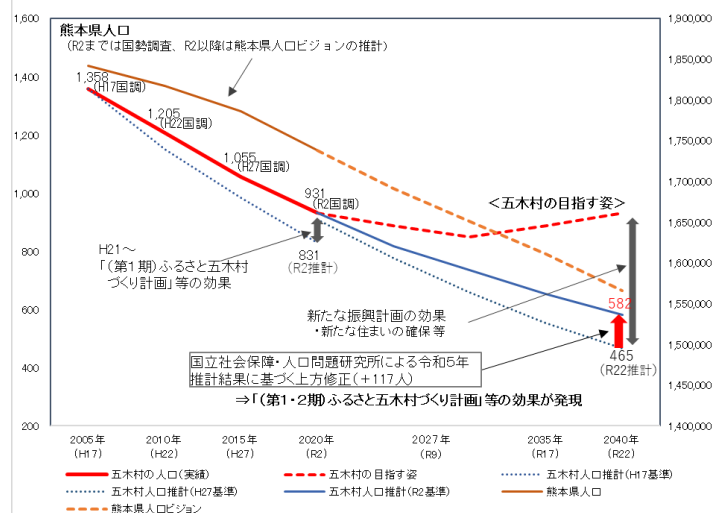 1,600
1,400
1,200
1,000
800
600
400
200
1,900,000
1,850,000
1,800,000
1,750,000
1,700,000
1,650,000
1,600,000
1,550,000
1,500,000
1,450,000
1,400,000
熊本県人口
(R2までは国勢調査、R2以降は熊本県人口ビジョンの推計)
1,358
(H17国調)
1,205
(H22国調)
1,055
(H27国調)
931
(R2国調)
<五木村の目指す姿>
H21～
「(第1期)ふるさと五木村
づくり計画」等の効果
831
(R2推計)
新たな振興計画の効果
・新たな住まいの確保等
582
465
(R22推計)
国立社会保障・人口問題研究所による令和5年
推計結果に基づく上方修正(+117人)
⇒「(第1・2期)ふるさと五木村づくり計画」等の効果が発現
2005年 2010年 2015年 2020年 2027年 2035年 2040年
(H17) (H22) (H27) (R2) (R9) (R17) (R22)
五木村の人口(実績) 五木村の目指す姿 五木村人口推計(H17基準)
五木村人口推計(H27基準) 五木村人口推計(R2基準) 熊本県人口
熊本県人口ビジョン